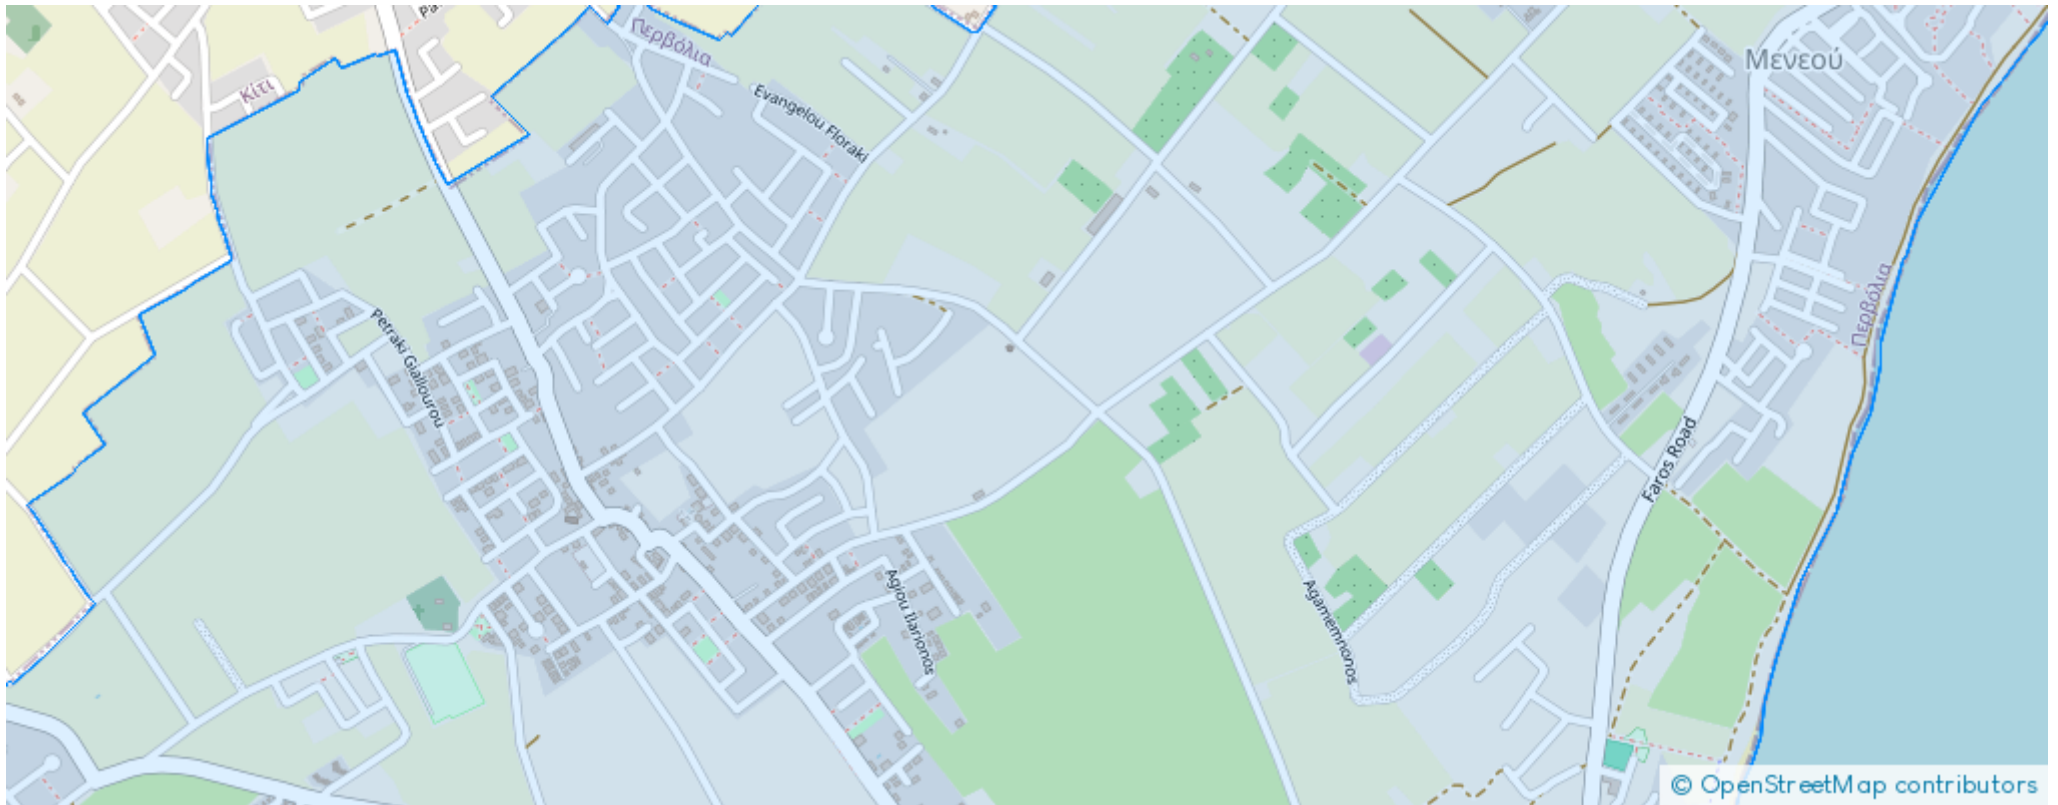 Περβόλια
Μενεού
Κίτι
Evangelou Floraki
Περβόλια
Petraki Giallourou
Faros Road
Agiou Ilarionos
Agamemnonos
© OpenStreetMap contributors